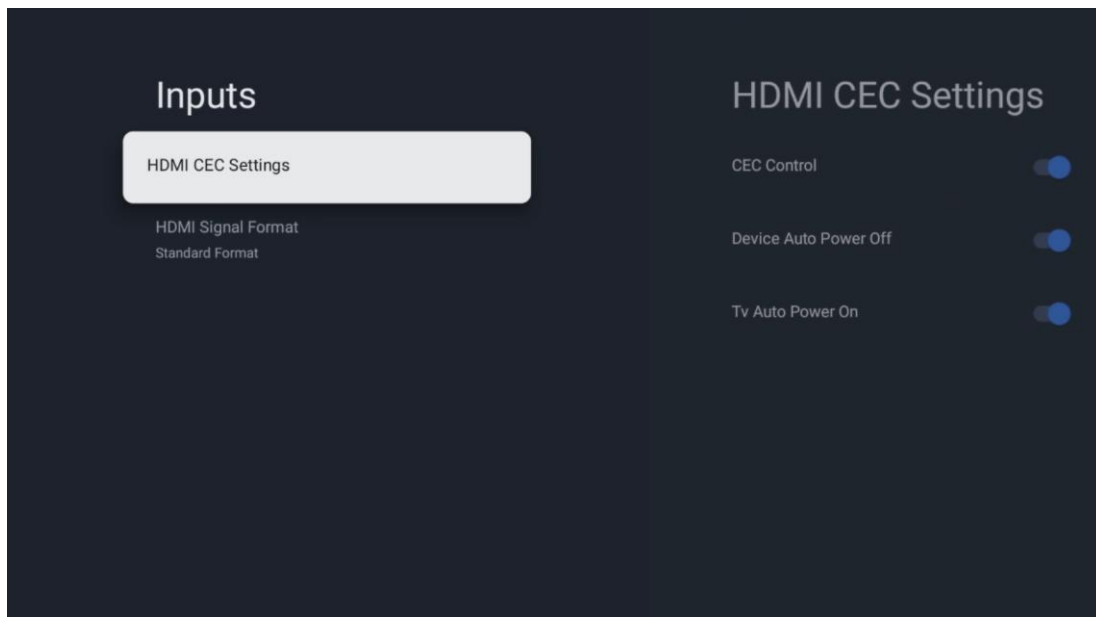 Inputs
HDMI CEC Settings
HDMI Signal Format
Standard Format
HDMI CEC Settings
CEC Control
Device Auto Power Off
Tv Auto Power On